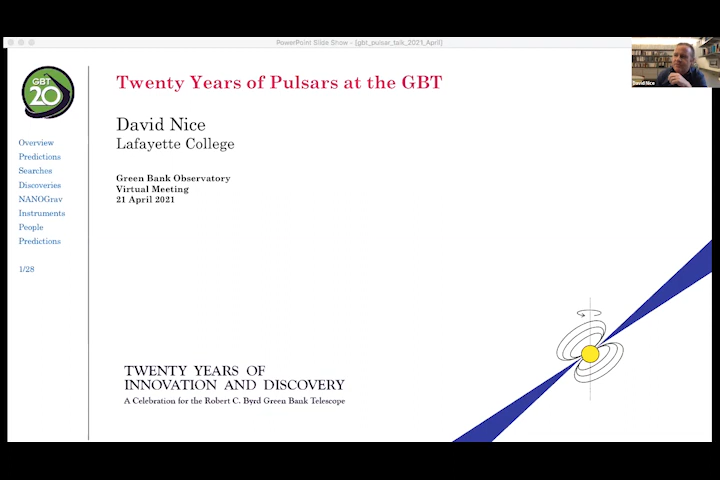 PowerPoint Slide Show - [gbt_pulsar_talk_2021_April]
David Nice
GBT
20
Twenty Years of Pulsars at the GBT
David Nice
Lafayette College
Green Bank Observatory
Virtual Meeting
21 April 2021
Overview
Predictions
Searches
Discoveries
NANOGrav
Instruments
People
Predictions
1/28
TWENTY YEARS OF
INNOVATION AND DISCOVERY
A Celebration for the Robert C. Byrd Green Bank Telescope